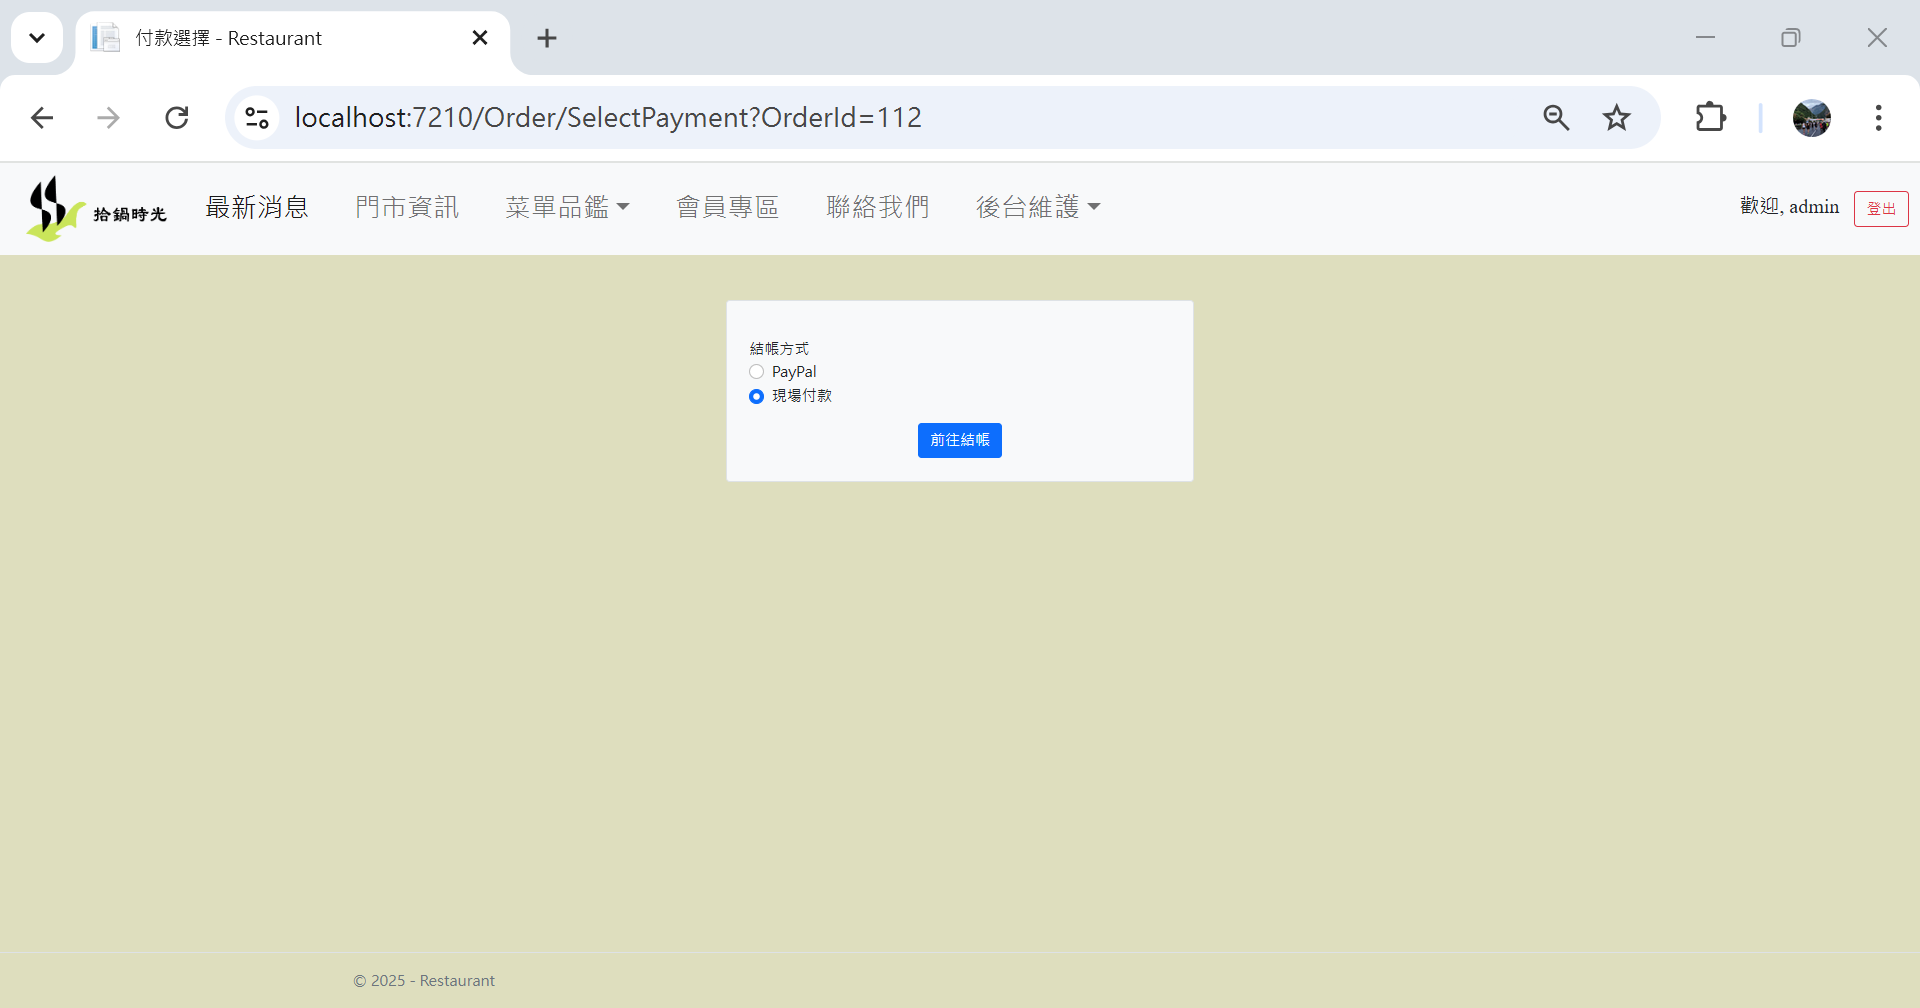 付款選擇 - Restaurant
localhost:7210/Order/SelectPayment?OrderId=112
拾鍋時光 最新消息 門市資訊 菜單品鑑 會員專區 聯絡我們 後台維護 歡迎, admin 登出
結帳方式
PayPal
現場付款
前往結帳
© 2025 - Restaurant